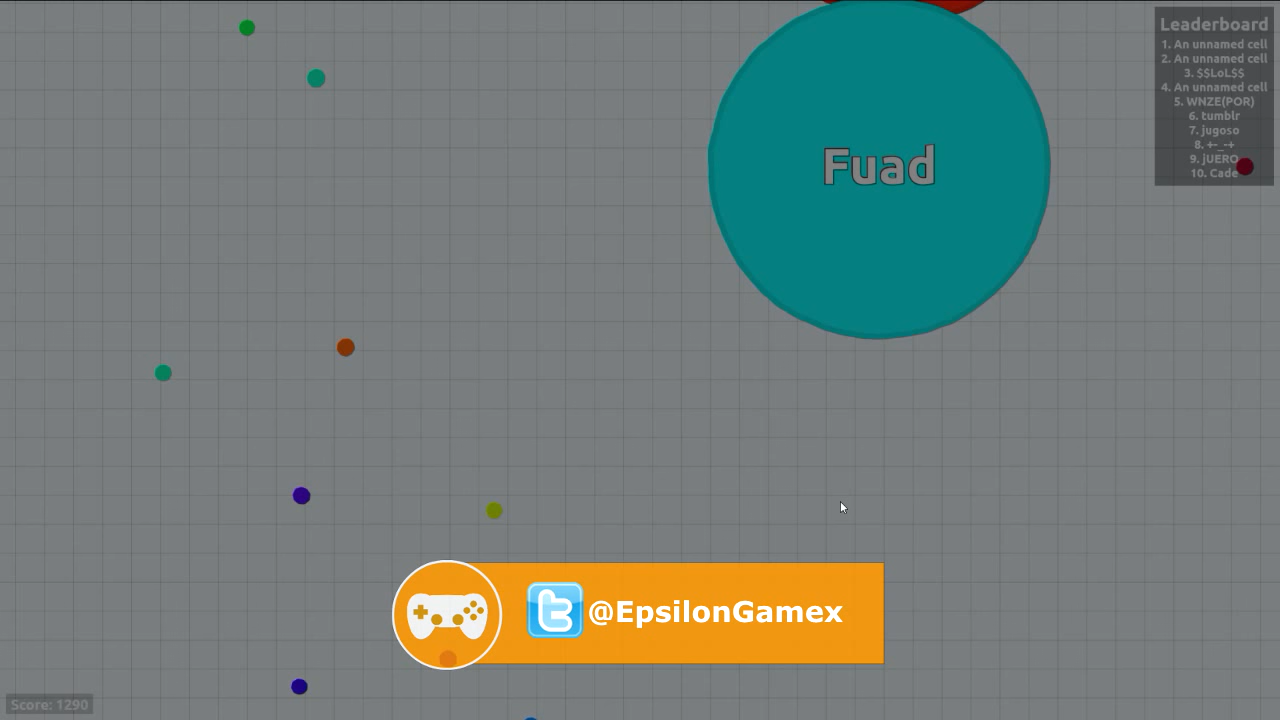 Leaderboard
1. An unnamed cell
2. An unnamed cell
3. $$LoL$$
4. An unnamed cell
5. WNZE(POR)
6. tumblr
7. jugoso
8. +-_-+
9. jUERO
10. Cade
Fuad
@EpsilonGamex
Score: 1290